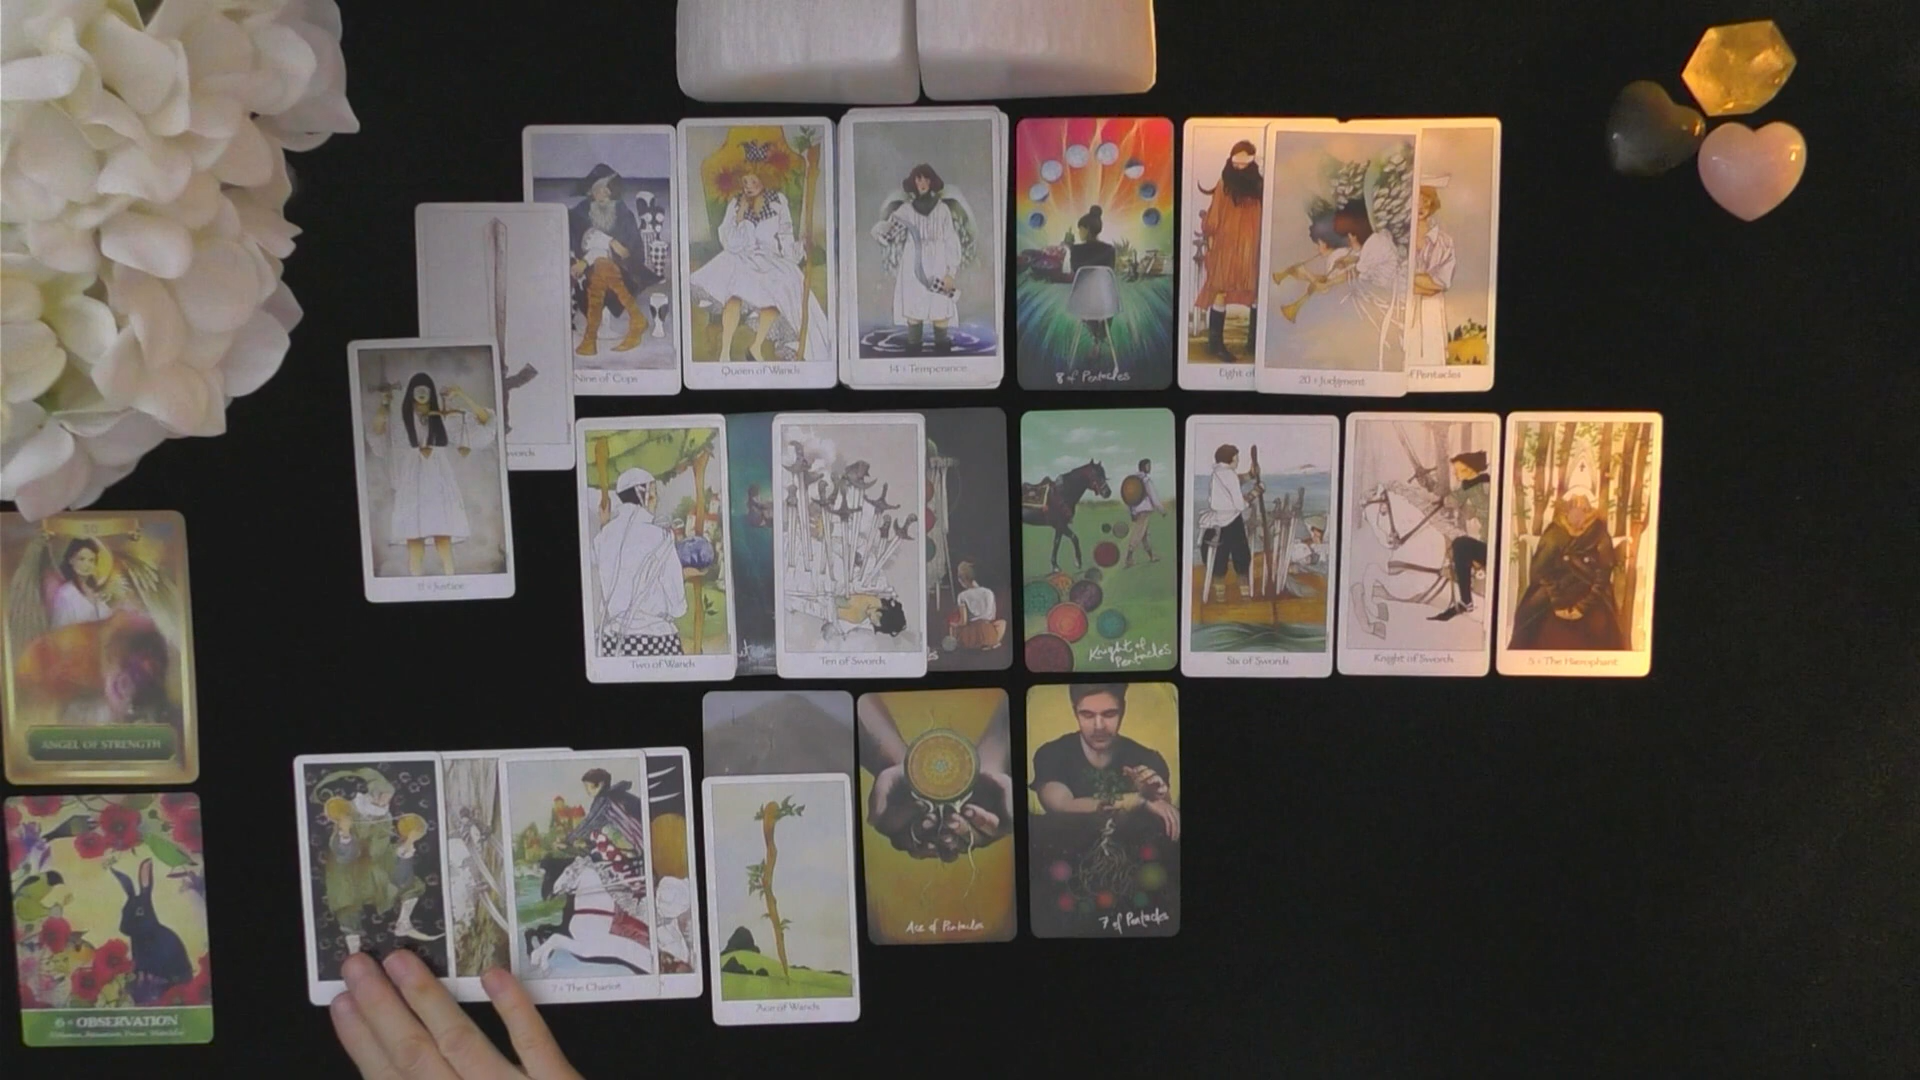 Nine of Cups
Queen of Wands
14 • Temperance
8 of Pentacles
Eight of
20 • Judgment
f Pentacles
words
Justice
Two of Wands
Ten of Swords
Knight of
Pentacles
Six of Swords
Knight of Swords
5 • The Hierophant
ANGEL OF STRENGTH
7 • The Chariot
Ace of Wands
Ace of Pentacles
7 of Pentacles
6 • OBSERVATION